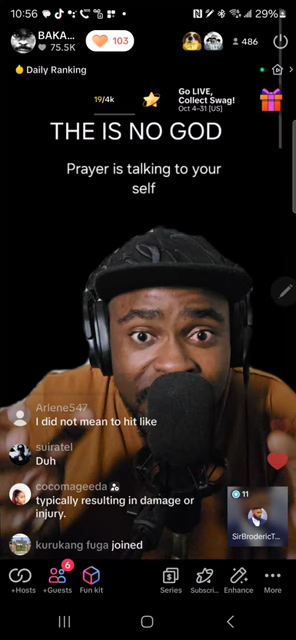 10:56
29%
BAKA...
75.5K
103
486
Daily Ranking
19/4k
Go LIVE,
Collect Swag!
Oct 4–31 [US]
THE IS NO GOD
Prayer is talking to your
self
Arlene547
I did not mean to hit like
suiratel
Duh
cocomageeda
typically resulting in damage or
injury.
kurukang fuga joined
11
SirBrodericT...
6
+Hosts
+Guests
Fun kit
Series
Subscri...
Enhance
More